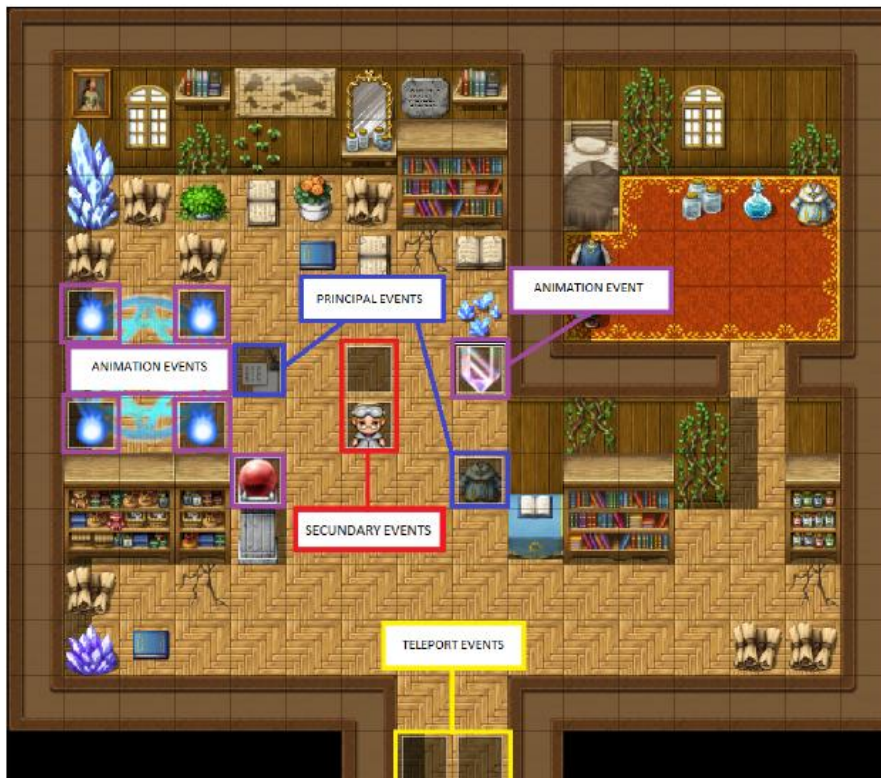 PRINCIPAL EVENTS
ANIMATION EVENT
ANIMATION EVENTS
SECUNDARY EVENTS
TELEPORT EVENTS